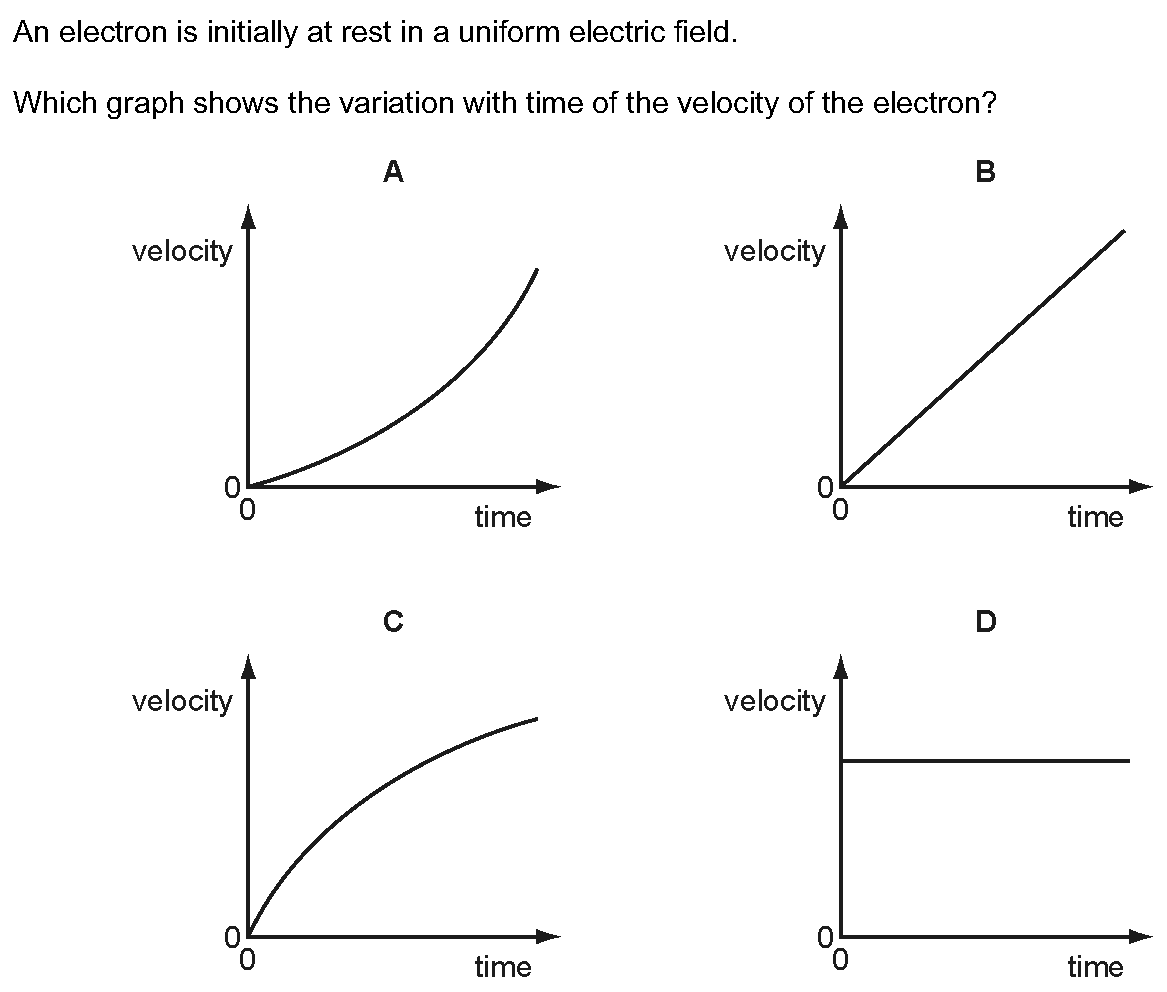 An electron is initially at rest in a uniform electric field.
Which graph shows the variation with time of the velocity of the electron?
A
velocity
0
0
time
B
velocity
0
0
time
C
velocity
0
0
time
D
velocity
0
0
time